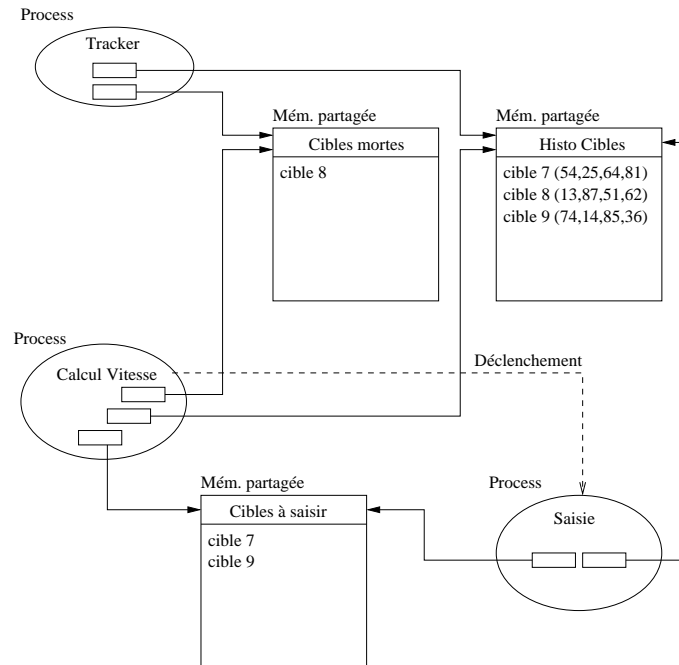 Process
Tracker
Mém. partagée
Cibles mortes
cible 8
Mém. partagée
Histo Cibles
cible 7 (54,25,64,81)
cible 8 (13,87,51,62)
cible 9 (74,14,85,36)
Process
Calcul Vitesse
Déclenchement
Mém. partagée
Cibles à saisir
cible 7
cible 9
Process
Saisie